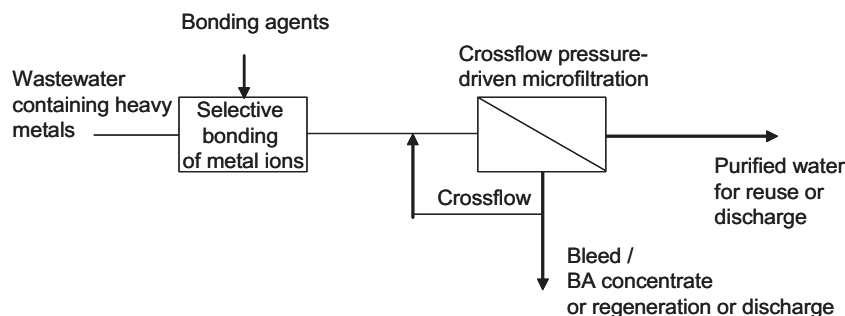 Bonding agents
Wastewater
containing heavy
metals
Selective
bonding
of metal ions
Crossflow pressure-
driven microfiltration
Crossflow
Purified water
for reuse or
discharge
Bleed /
BA concentrate
or regeneration or discharge